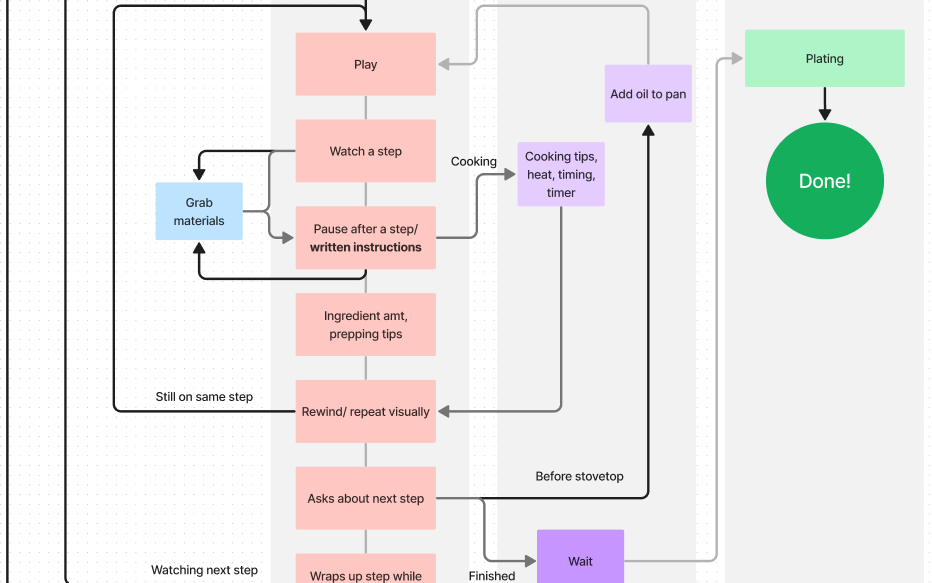 Play
Plating
Add oil to pan
Watch a step
Cooking
Cooking tips,
heat, timing,
timer
Done!
Grab
materials
Pause after a step/
written instructions
Ingredient amt,
prepping tips
Still on same step
Rewind/ repeat visually
Before stovetop
Asks about next step
Wait
Watching next step
Finished
Wraps up step while